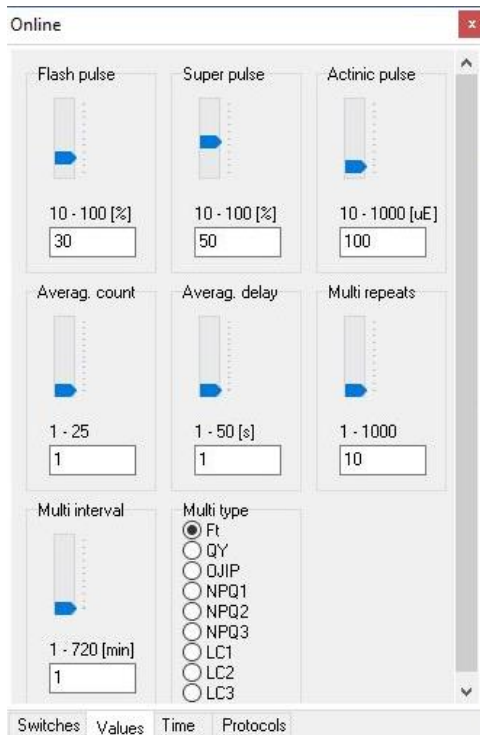 Online
x
Flash pulse
10 - 100 [%]
30
Super pulse
10 - 100 [%]
50
Actinic pulse
10 - 1000 [uE]
100
Averag. count
1 - 25
1
Averag. delay
1 - 50 [s]
1
Multi repeats
1 - 1000
10
Multi interval
1 - 720 [min]
1
Multi type
Ft
QY
OJIP
NPQ1
NPQ2
NPQ3
LC1
LC2
LC3
Switches Values Time Protocols